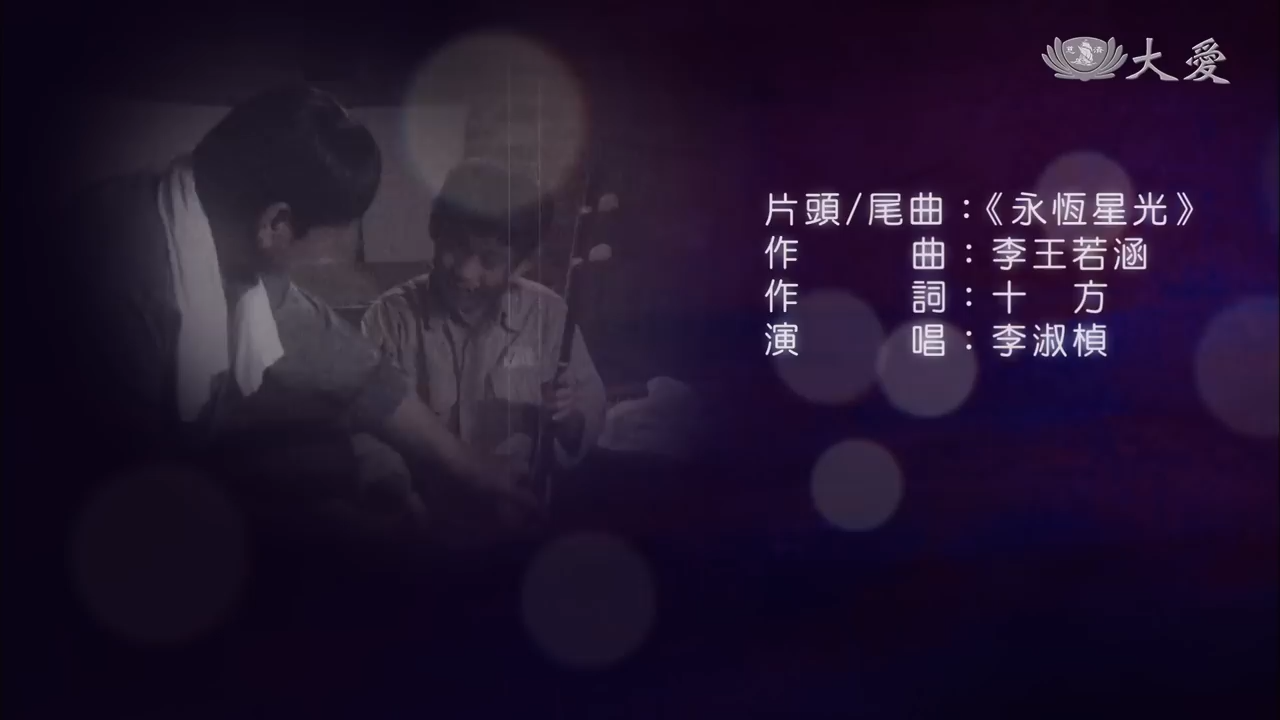 大愛
片頭/尾曲：《永恆星光》
作 曲：李王若涵
作 詞：十 方
演 唱：李淑楨